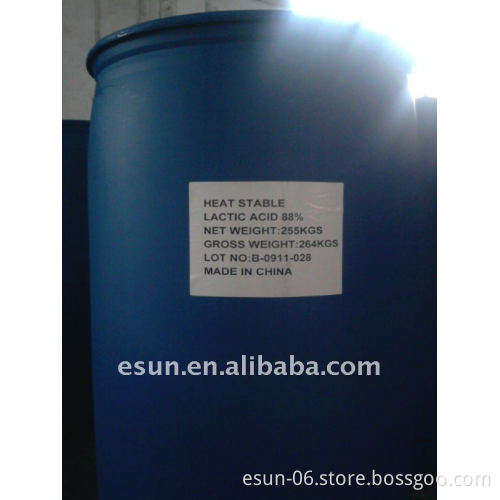 HEAT STABLE
LACTIC ACID 88%
NET WEIGHT:255KGS
GROSS WEIGHT:264KGS
LOT NO:B-0911-028
MADE IN CHINA
esun.en.alibaba.com
esun-06.store.bossgoo.com